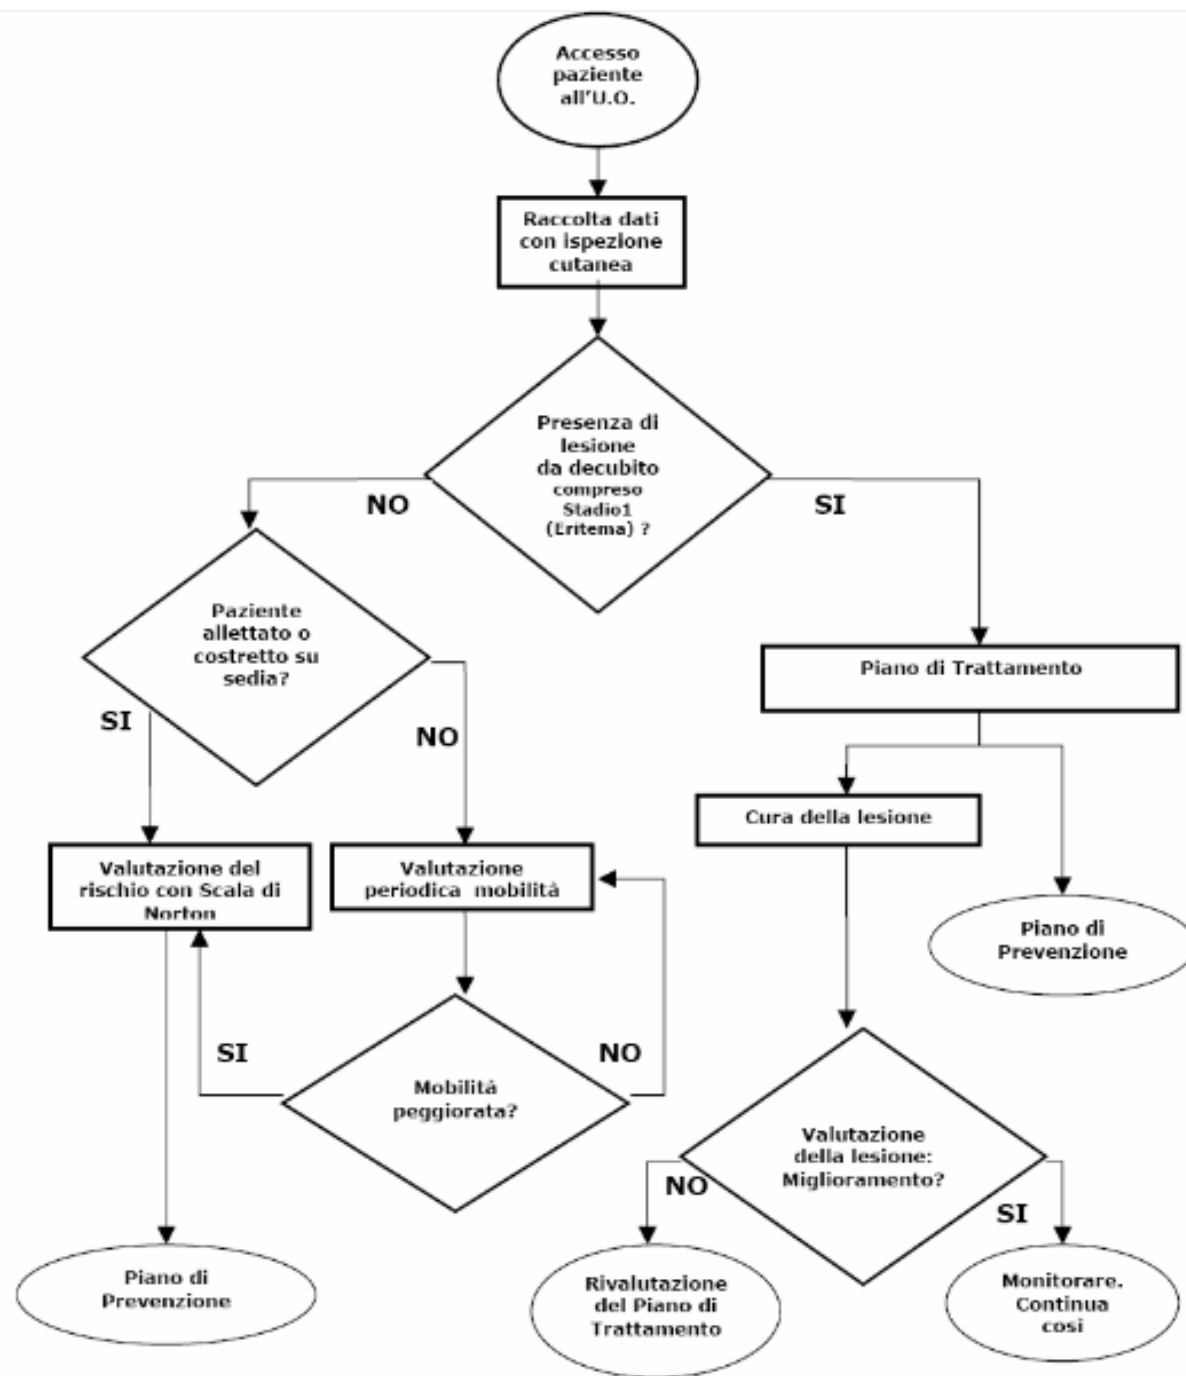 Accesso
paziente
all'U.O.
Raccolta dati
con ispezione
cutanea
Presenza di
lesione
da decubito
compreso
Stadio1
(Eritema) ?
NO
SI
Paziente
allettato o
costretto su
sedia?
SI
NO
Piano di Trattamento
Cura della lesione
Valutazione del
rischio con Scala di
Norton
Valutazione
periodica mobilità
Piano di
Prevenzione
Mobilità
peggiorata?
SI
NO
Valutazione
della lesione:
Miglioramento?
NO
SI
Piano di
Prevenzione
Rivalutazione
del Piano di
Trattamento
Monitorare.
Continua
cosi